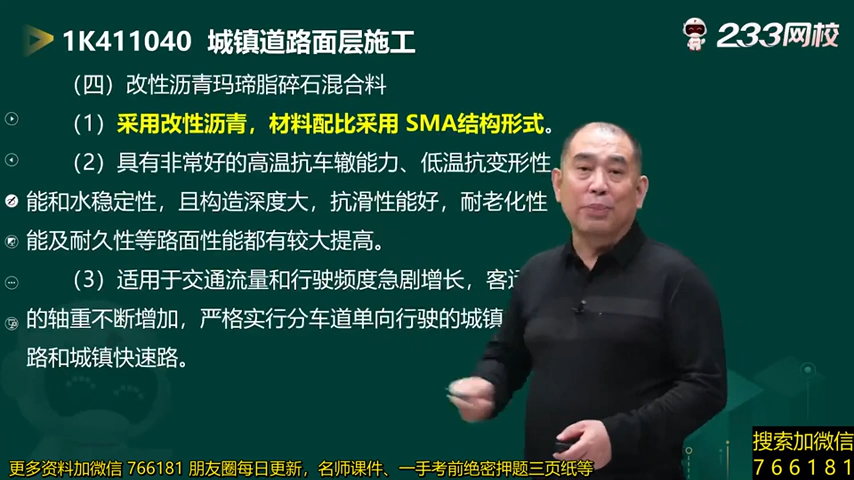 1K411040 城镇道路面层施工
233网校
（四）改性沥青玛蹄脂碎石混合料
（1）采用改性沥青，材料配比采用 SMA结构形式。
（2）具有非常好的高温抗车辙能力、低温抗变形性
能和水稳定性，且构造深度大，抗滑性能好，耐老化性
能及耐久性等路面性能都有较大提高。
（3）适用于交通流量和行驶频度急剧增长，客运
的轴重不断增加，严格实行分车道单向行驶的城镇
路和城镇快速路。
搜索加微信
766181
更多资料加微信 766181 朋友圈每日更新，名师课件、一手考前绝密押题三页纸等